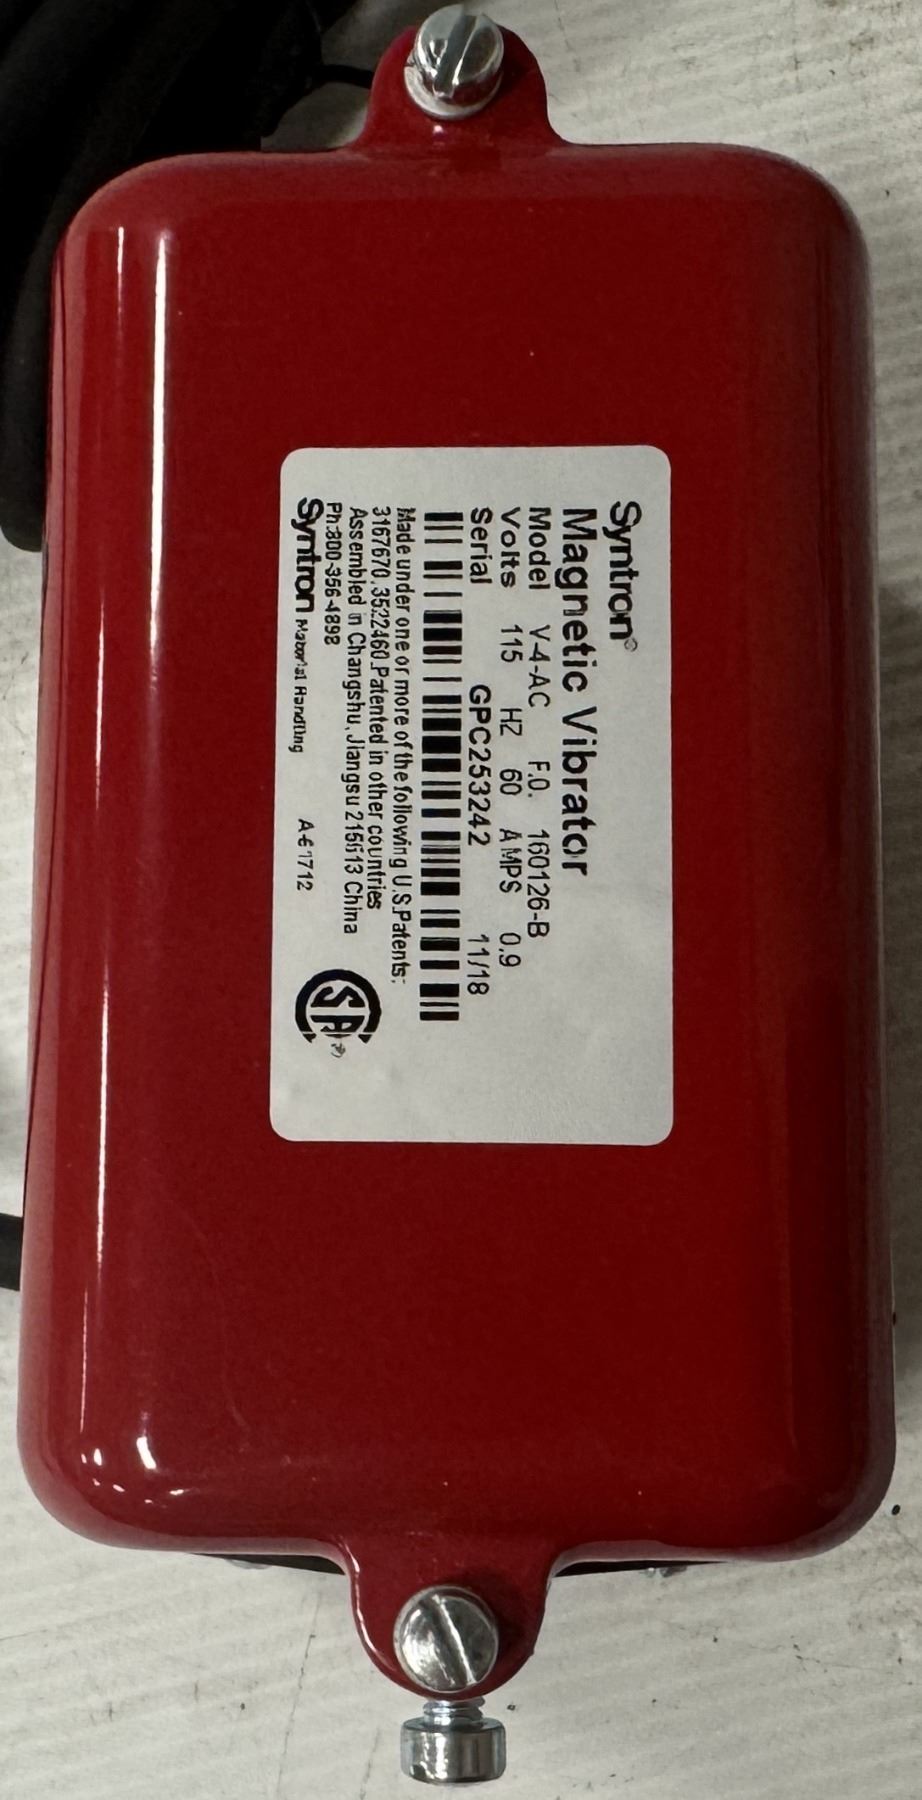 Syntron®
Magnetic Vibrator
Model V-4-AC F.O. 160126-B
Volts 115 HZ 60 AMPS 0.9
Serial GPC253242 11/18
Made under one or more of the following U.S.Patents:
3167670,3522460.Patented in other countries
Assembled in Changshu, Jiangsu 215513 China
Ph:800-356-4898
Syntron Material Handling
SA